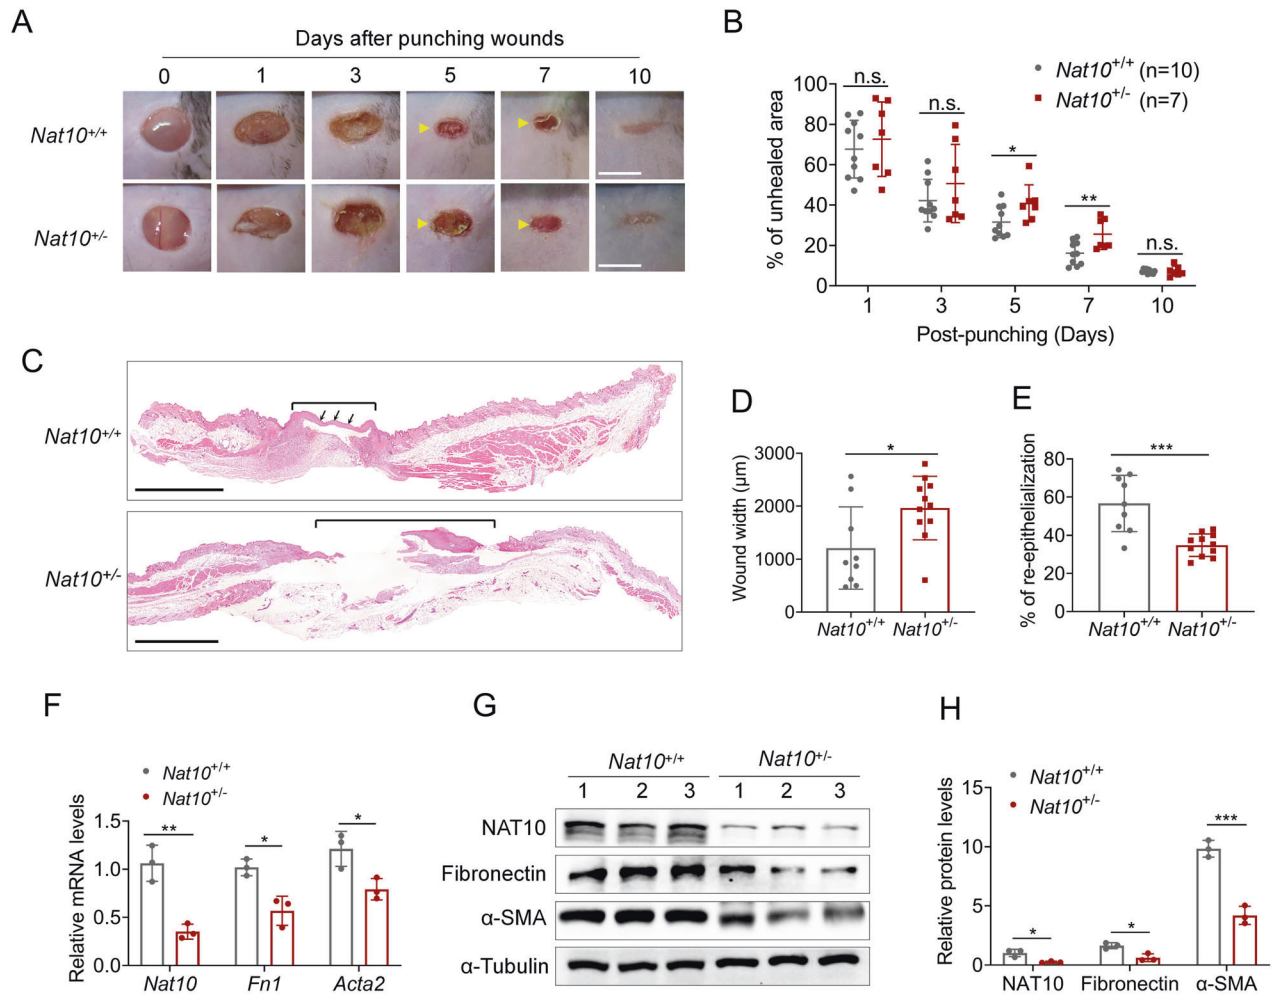 A
Days after punching wounds
0 1 3 5 7 10
Nat10+/+
Nat10+/-
B
Nat10+/+ (n=10)
Nat10+/- (n=7)
% of unhealed area
100
80
60
40
20
0
n.s.
n.s.
*
**
n.s.
1 3 5 7 10
Post-punching (Days)
C
Nat10+/+
Nat10+/-
D
Wound width (µm)
3000
2000
1000
0
*
Nat10+/+ Nat10+/-
E
% of re-epithelialization
80
60
40
20
0
***
Nat10+/+ Nat10+/-
F
Nat10+/+
Nat10+/-
Relative mRNA levels
1.5
1.0
0.5
0.0
**
*
*
Nat10 Fn1 Acta2
G
Nat10+/+ Nat10+/-
1 2 3 1 2 3
NAT10
Fibronectin
α-SMA
α-Tubulin
H
Nat10+/+
Nat10+/-
Relative protein levels
15
10
5
0
*
*
***
NAT10 Fibronectin α-SMA